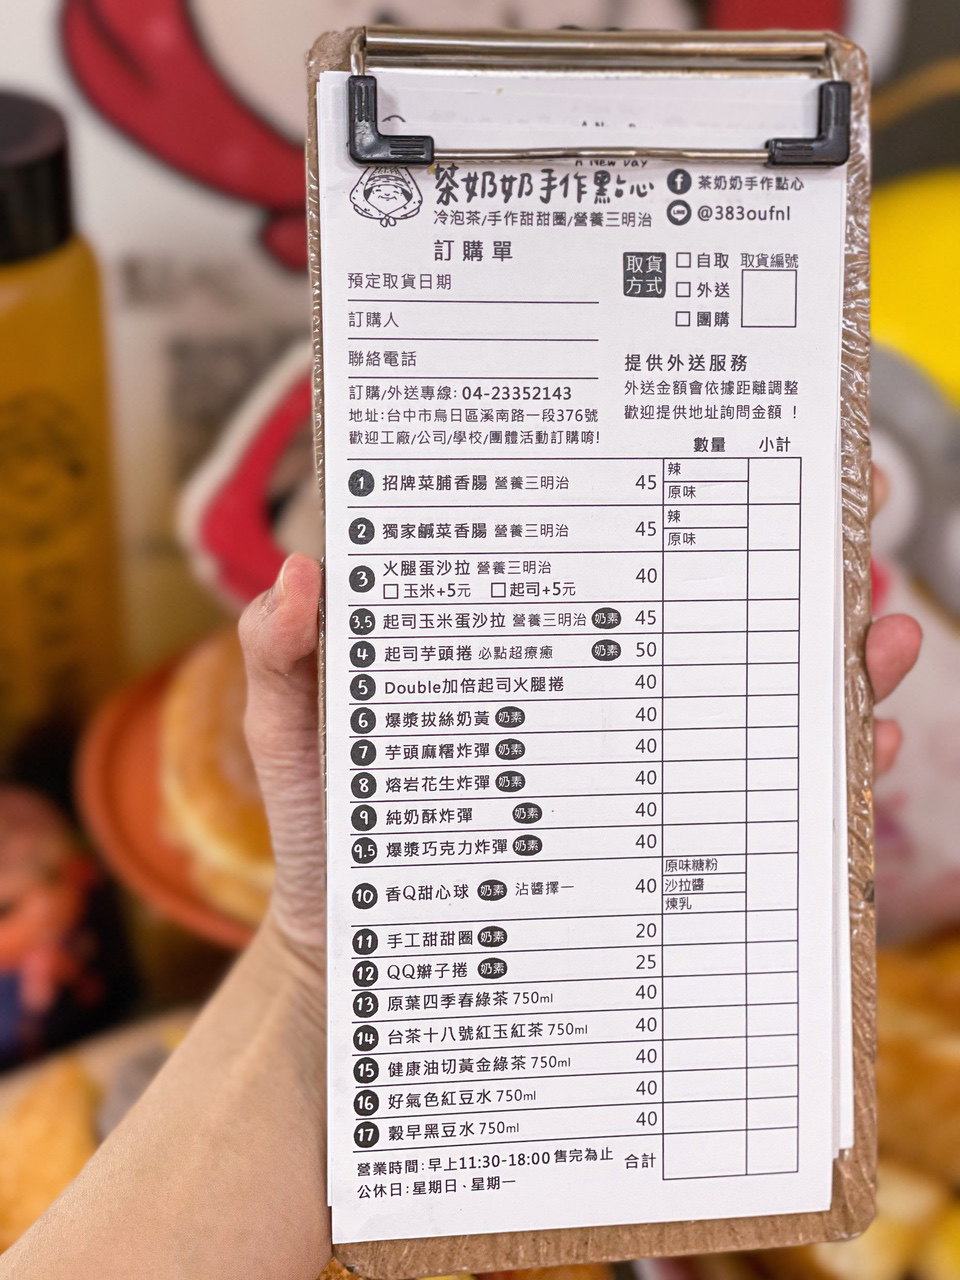 A New Day
茶奶奶手作點心
冷泡茶/手作甜甜圈/營養三明治
茶奶奶手作點心
LINE @383oufnl
訂購單
預定取貨日期
訂購人
聯絡電話
取貨方式
□自取
□外送
□團購
取貨編號
訂購/外送專線: 04-23352143
地址:台中市烏日區溪南路一段376號
歡迎工廠/公司/學校/團體活動訂購唷!
提供外送服務
外送金額會依據距離調整
歡迎提供地址詢問金額 !
數量 小計
1 招牌菜脯香腸 營養三明治 45 辣
原味
2 獨家鹹菜香腸 營養三明治 45 辣
原味
3 火腿蛋沙拉 營養三明治 40
□玉米+5元 □起司+5元
3.5 起司玉米蛋沙拉 營養三明治 奶素 45
4 起司芋頭捲 必點超療癒 奶素 50
5 Double加倍起司火腿捲 40
6 爆漿拔絲奶黃 奶素 40
7 芋頭麻糬炸彈 奶素 40
8 熔岩花生炸彈 奶素 40
9 純奶酥炸彈 奶素 40
9.5 爆漿巧克力炸彈 奶素 40
10 香Q甜心球 奶素 沾醬擇一 40 原味糖粉
沙拉醬
煉乳
11 手工甜甜圈 奶素 20
12 QQ辮子捲 奶素 25
13 原葉四季春綠茶 750ml 40
14 台茶十八號紅玉紅茶 750ml 40
15 健康油切黃金綠茶 750ml 40
16 好氣色紅豆水 750ml 40
17 穀早黑豆水 750ml 40
營業時間:早上11:30-18:00 售完為止 合計
公休日:星期日、星期一